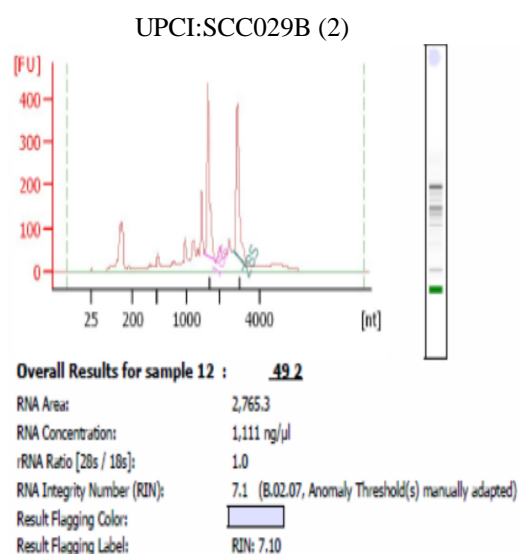 UPCI:SCC029B (2)
[FU]
400
300
200
100
0
18S
28S
25 200 1000 4000 [nt]
Overall Results for sample 12 : 49 2
RNA Area: 2,765.3
RNA Concentration: 1,111 ng/µl
rRNA Ratio [28s / 18s]: 1.0
RNA Integrity Number (RIN): 7.1 (B.02.07, Anomaly Threshold(s) manually adapted)
Result Flagging Color:
Result Flagging Label: RIN: 7.10